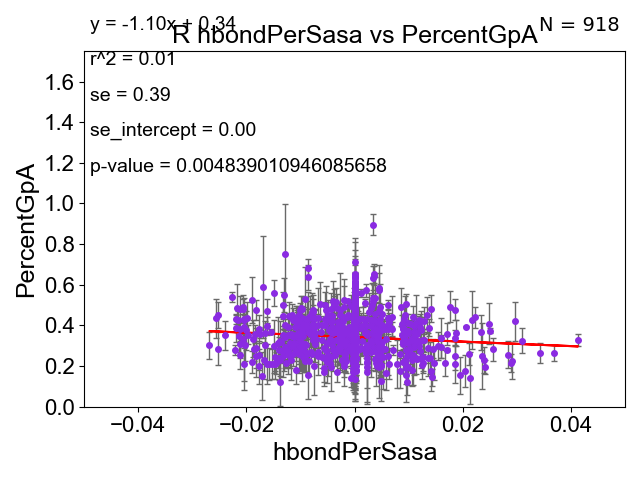 y = -1.10x + 0.34
N = 918
R hbondPerSasa vs PercentGpA
r^2 = 0.01
se = 0.39
se_intercept = 0.00
p-value = 0.004839010946085658
PercentGpA
1.6
1.4
1.2
1.0
0.8
0.6
0.4
0.2
0.0
−0.04
−0.02
0.00
0.02
0.04
hbondPerSasa